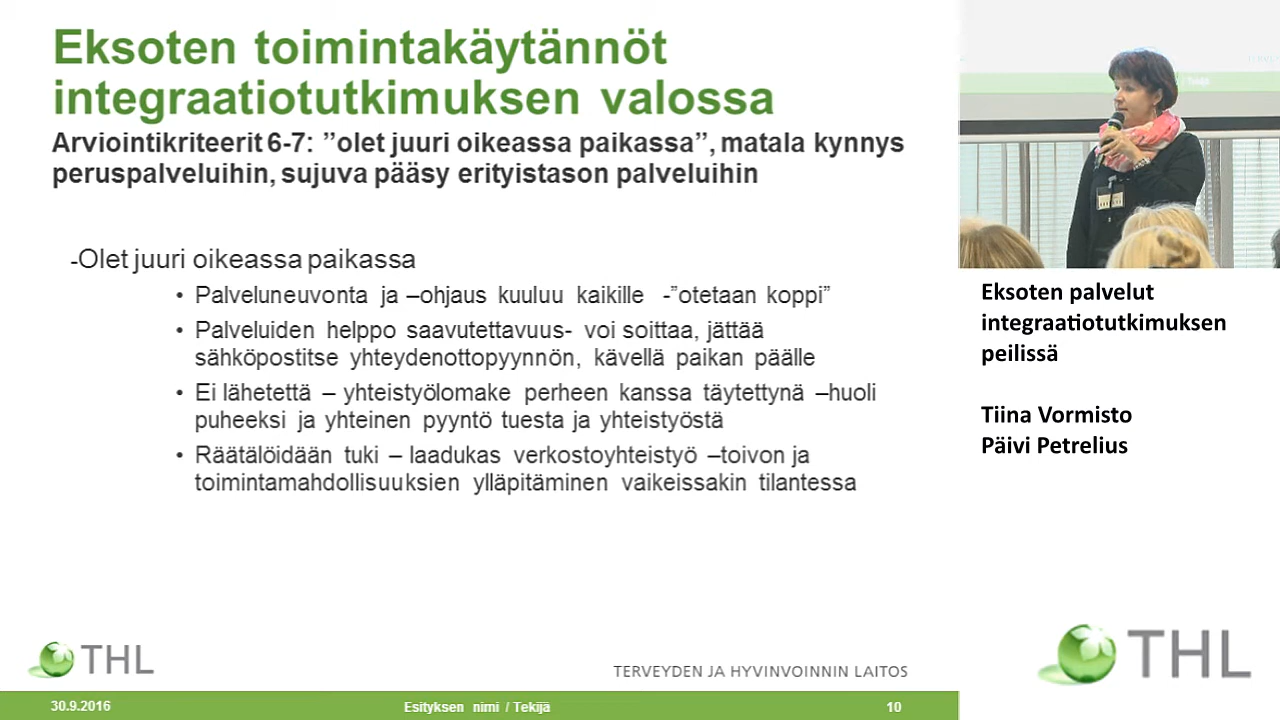 Eksoten toimintakäytännöt
integraatiotutkimuksen valossa
Arviointikriteerit 6-7: ”olet juuri oikeassa paikassa”, matala kynnys
peruspalveluihin, sujuva pääsy erityistason palveluihin
-Olet juuri oikeassa paikassa
• Palveluneuvonta ja –ohjaus kuuluu kaikille -”otetaan koppi”
• Palveluiden helppo saavutettavuus- voi soittaa, jättää
sähköpostitse yhteydenottopyynnön, kävellä paikan päälle
• Ei lähetettä – yhteistyölomake perheen kanssa täytettynä –huoli
puheeksi ja yhteinen pyyntö tuesta ja yhteistyöstä
• Räätälöidään tuki – laadukas verkostoyhteistyö –toivon ja
toimintamahdollisuuksien ylläpitäminen vaikeissakin tilantessa
THL
TERVEYDEN JA HYVINVOINNIN LAITOS
30.9.2016
Esityksen nimi / Tekijä
10
Eksoten palvelut
integraatiotutkimuksen
peilissä
Tiina Vormisto
Päivi Petrelius
THL